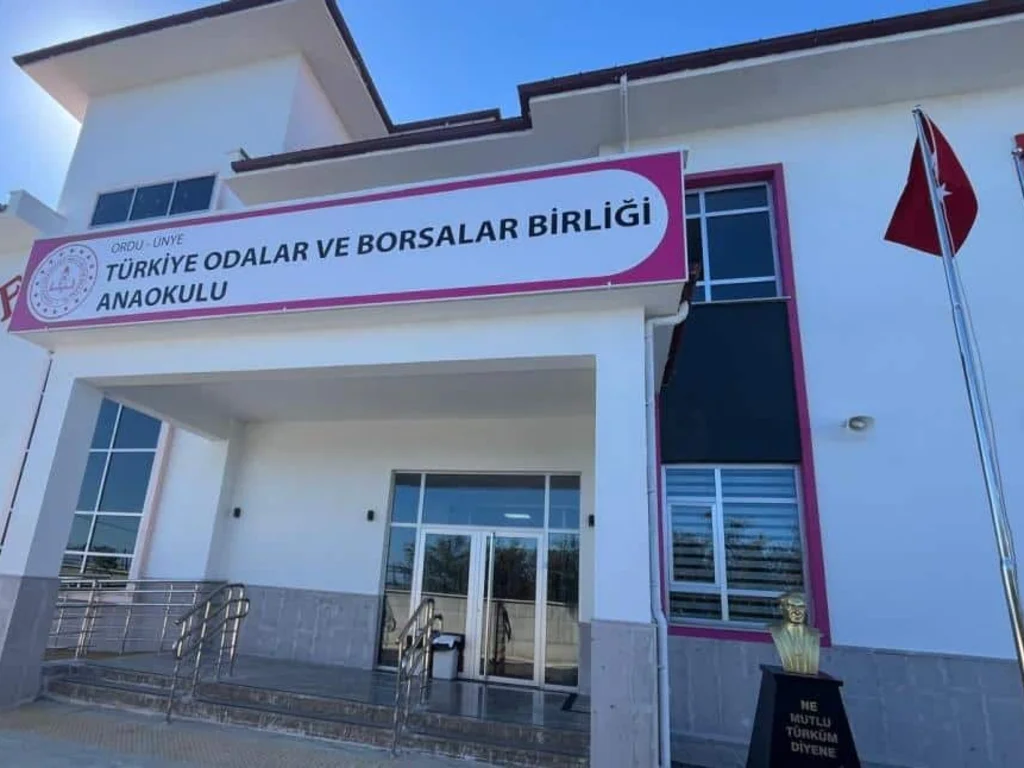 ORDU - ÜNYE
TÜRKİYE ODALAR VE BORSALAR BİRLİĞİ
ANAOKULU
NE
MUTLU
TÜRKÜM
DİYENE